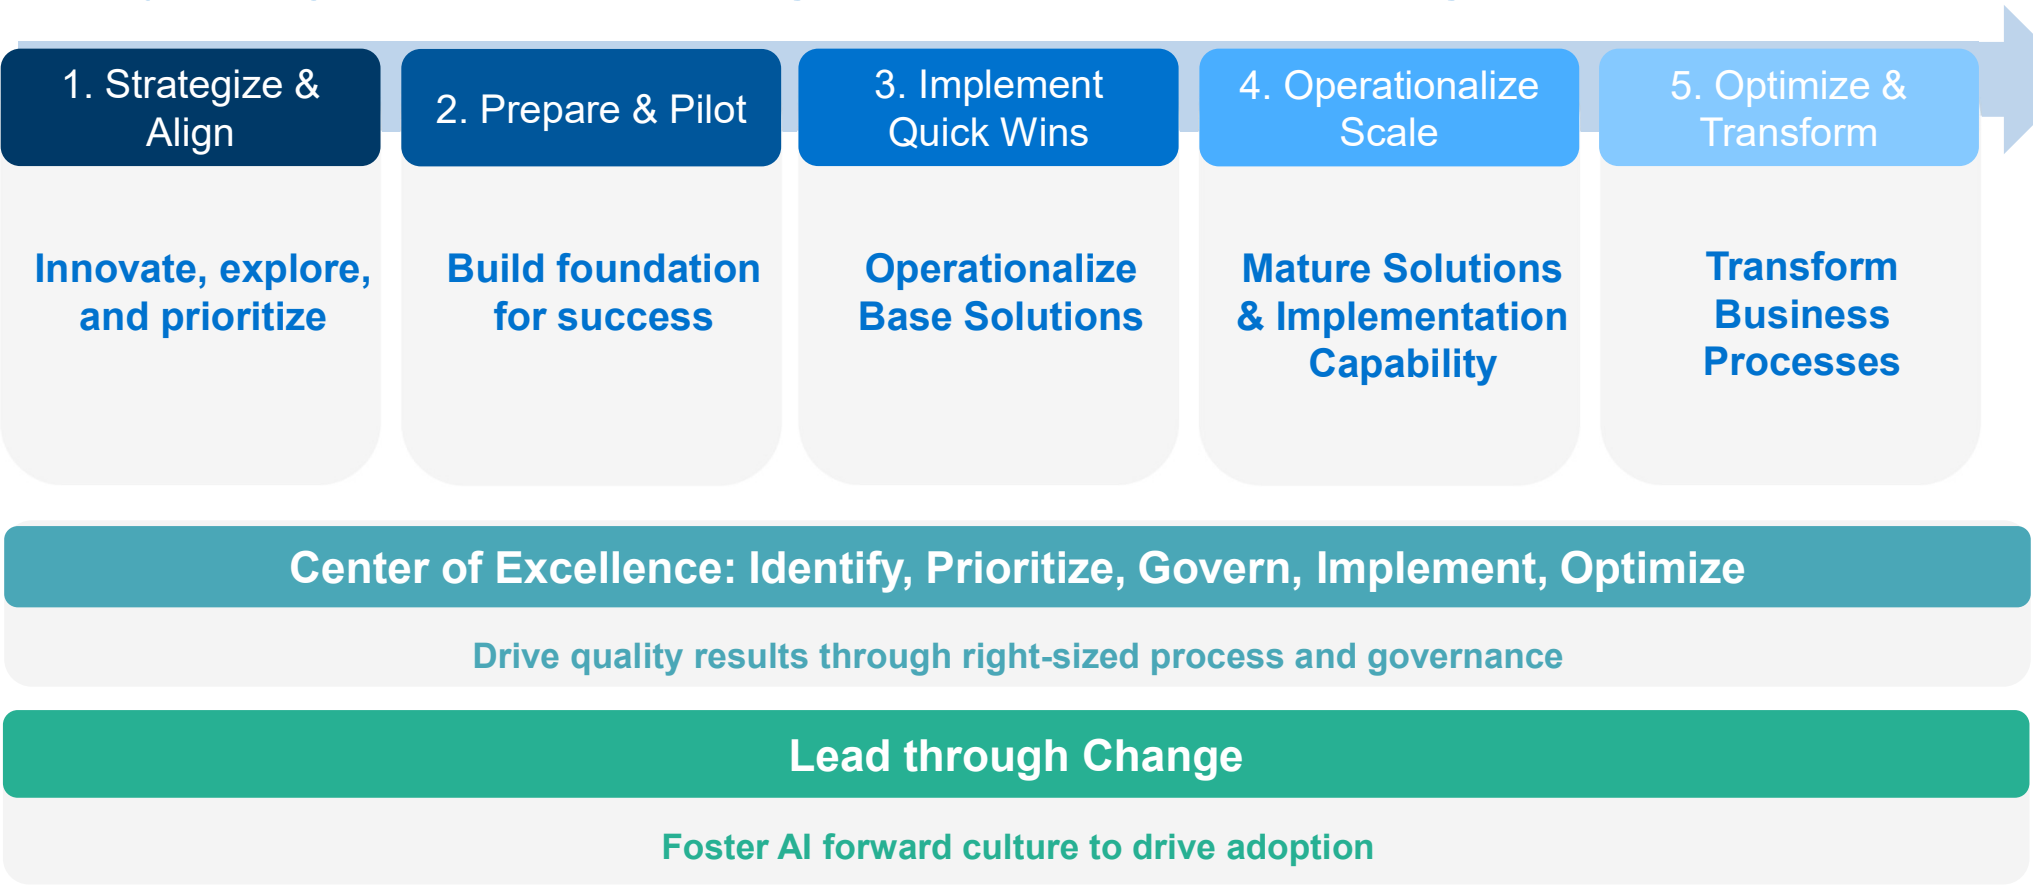 1. Strategize &
Align
2. Prepare & Pilot
3. Implement
Quick Wins
4. Operationalize
Scale
5. Optimize &
Transform
Innovate, explore,
and prioritize
Build foundation
for success
Operationalize
Base Solutions
Mature Solutions
& Implementation
Capability
Transform
Business
Processes
Center of Excellence: Identify, Prioritize, Govern, Implement, Optimize
Drive quality results through right-sized process and governance
Lead through Change
Foster AI forward culture to drive adoption